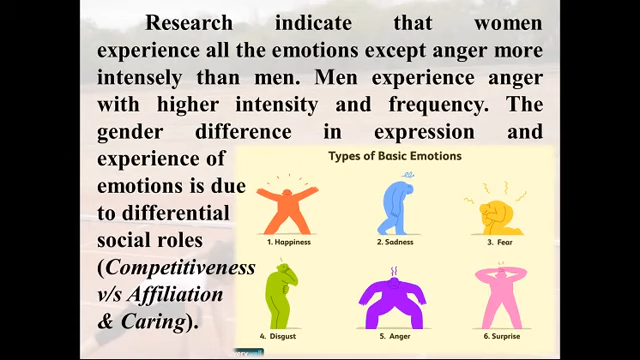 Research indicate that women
experience all the emotions except anger more
intensely than men. Men experience anger
with higher intensity and frequency. The
gender difference in expression and
experience of
emotions is due
to differential
social roles
(Competitiveness
v/s Affiliation
& Caring).
Types of Basic Emotions
1. Happiness
2. Sadness
3. Fear
4. Disgust
5. Anger
6. Surprise